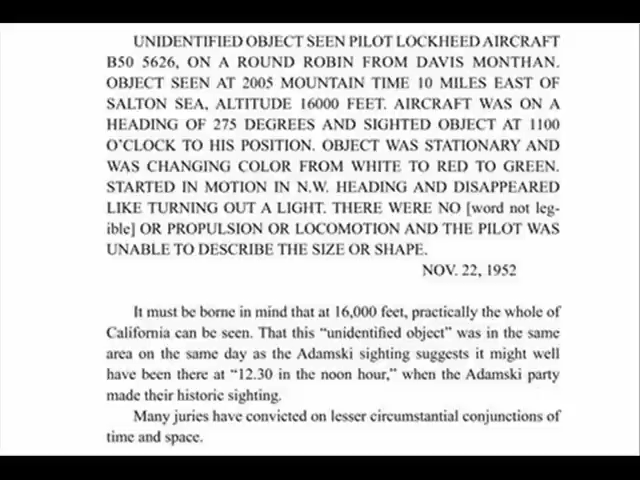 UNIDENTIFIED OBJECT SEEN PILOT LOCKHEED AIRCRAFT
B50 5626, ON A ROUND ROBIN FROM DAVIS MONTHAN.
OBJECT SEEN AT 2005 MOUNTAIN TIME 10 MILES EAST OF
SALTON SEA, ALTITUDE 16000 FEET. AIRCRAFT WAS ON A
HEADING OF 275 DEGREES AND SIGHTED OBJECT AT 1100
O'CLOCK TO HIS POSITION. OBJECT WAS STATIONARY AND
WAS CHANGING COLOR FROM WHITE TO RED TO GREEN.
STARTED IN MOTION IN N.W. HEADING AND DISAPPEARED
LIKE TURNING OUT A LIGHT. THERE WERE NO [word not leg-
ible] OR PROPULSION OR LOCOMOTION AND THE PILOT WAS
UNABLE TO DESCRIBE THE SIZE OR SHAPE.
NOV. 22, 1952
It must be borne in mind that at 16,000 feet, practically the whole of
California can be seen. That this “unidentified object” was in the same
area on the same day as the Adamski sighting suggests it might well
have been there at “12.30 in the noon hour,” when the Adamski party
made their historic sighting.
Many juries have convicted on lesser circumstantial conjunctions of
time and space.